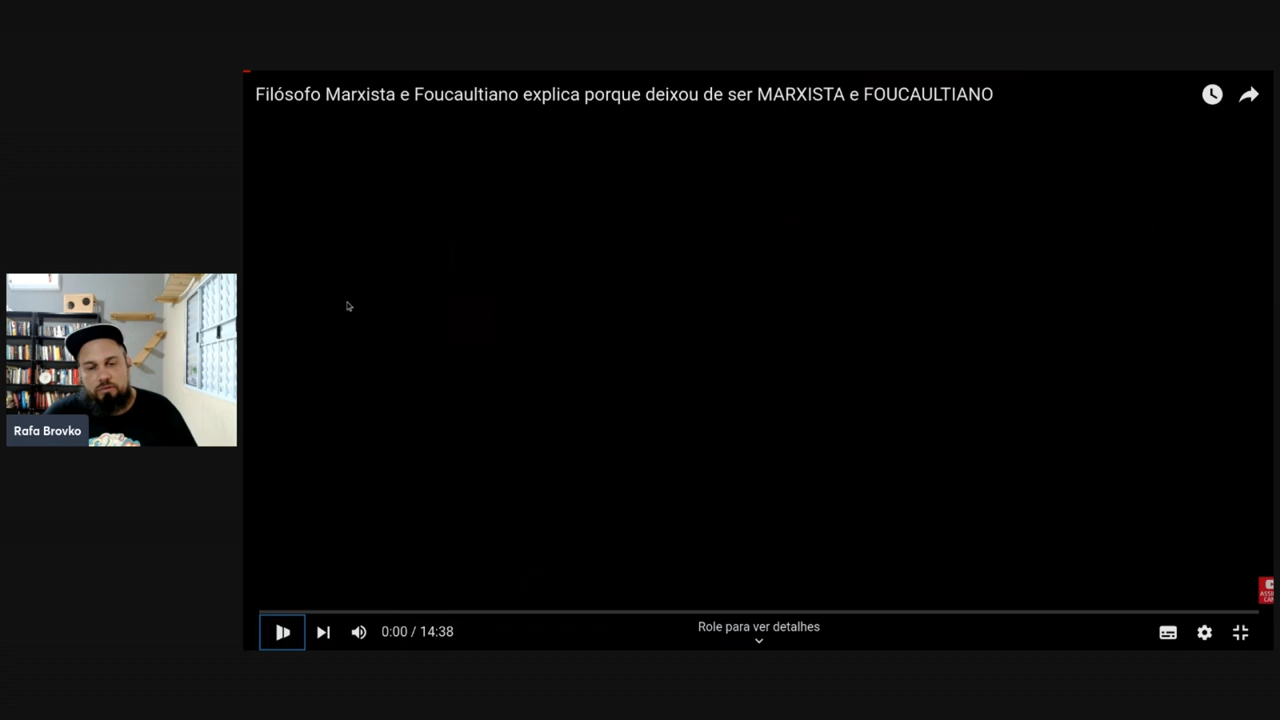 Filósofo Marxista e Foucaultiano explica porque deixou de ser MARXISTA e FOUCAULTIANO
Rafa Brovko
0:00 / 14:38
Role para ver detalhes